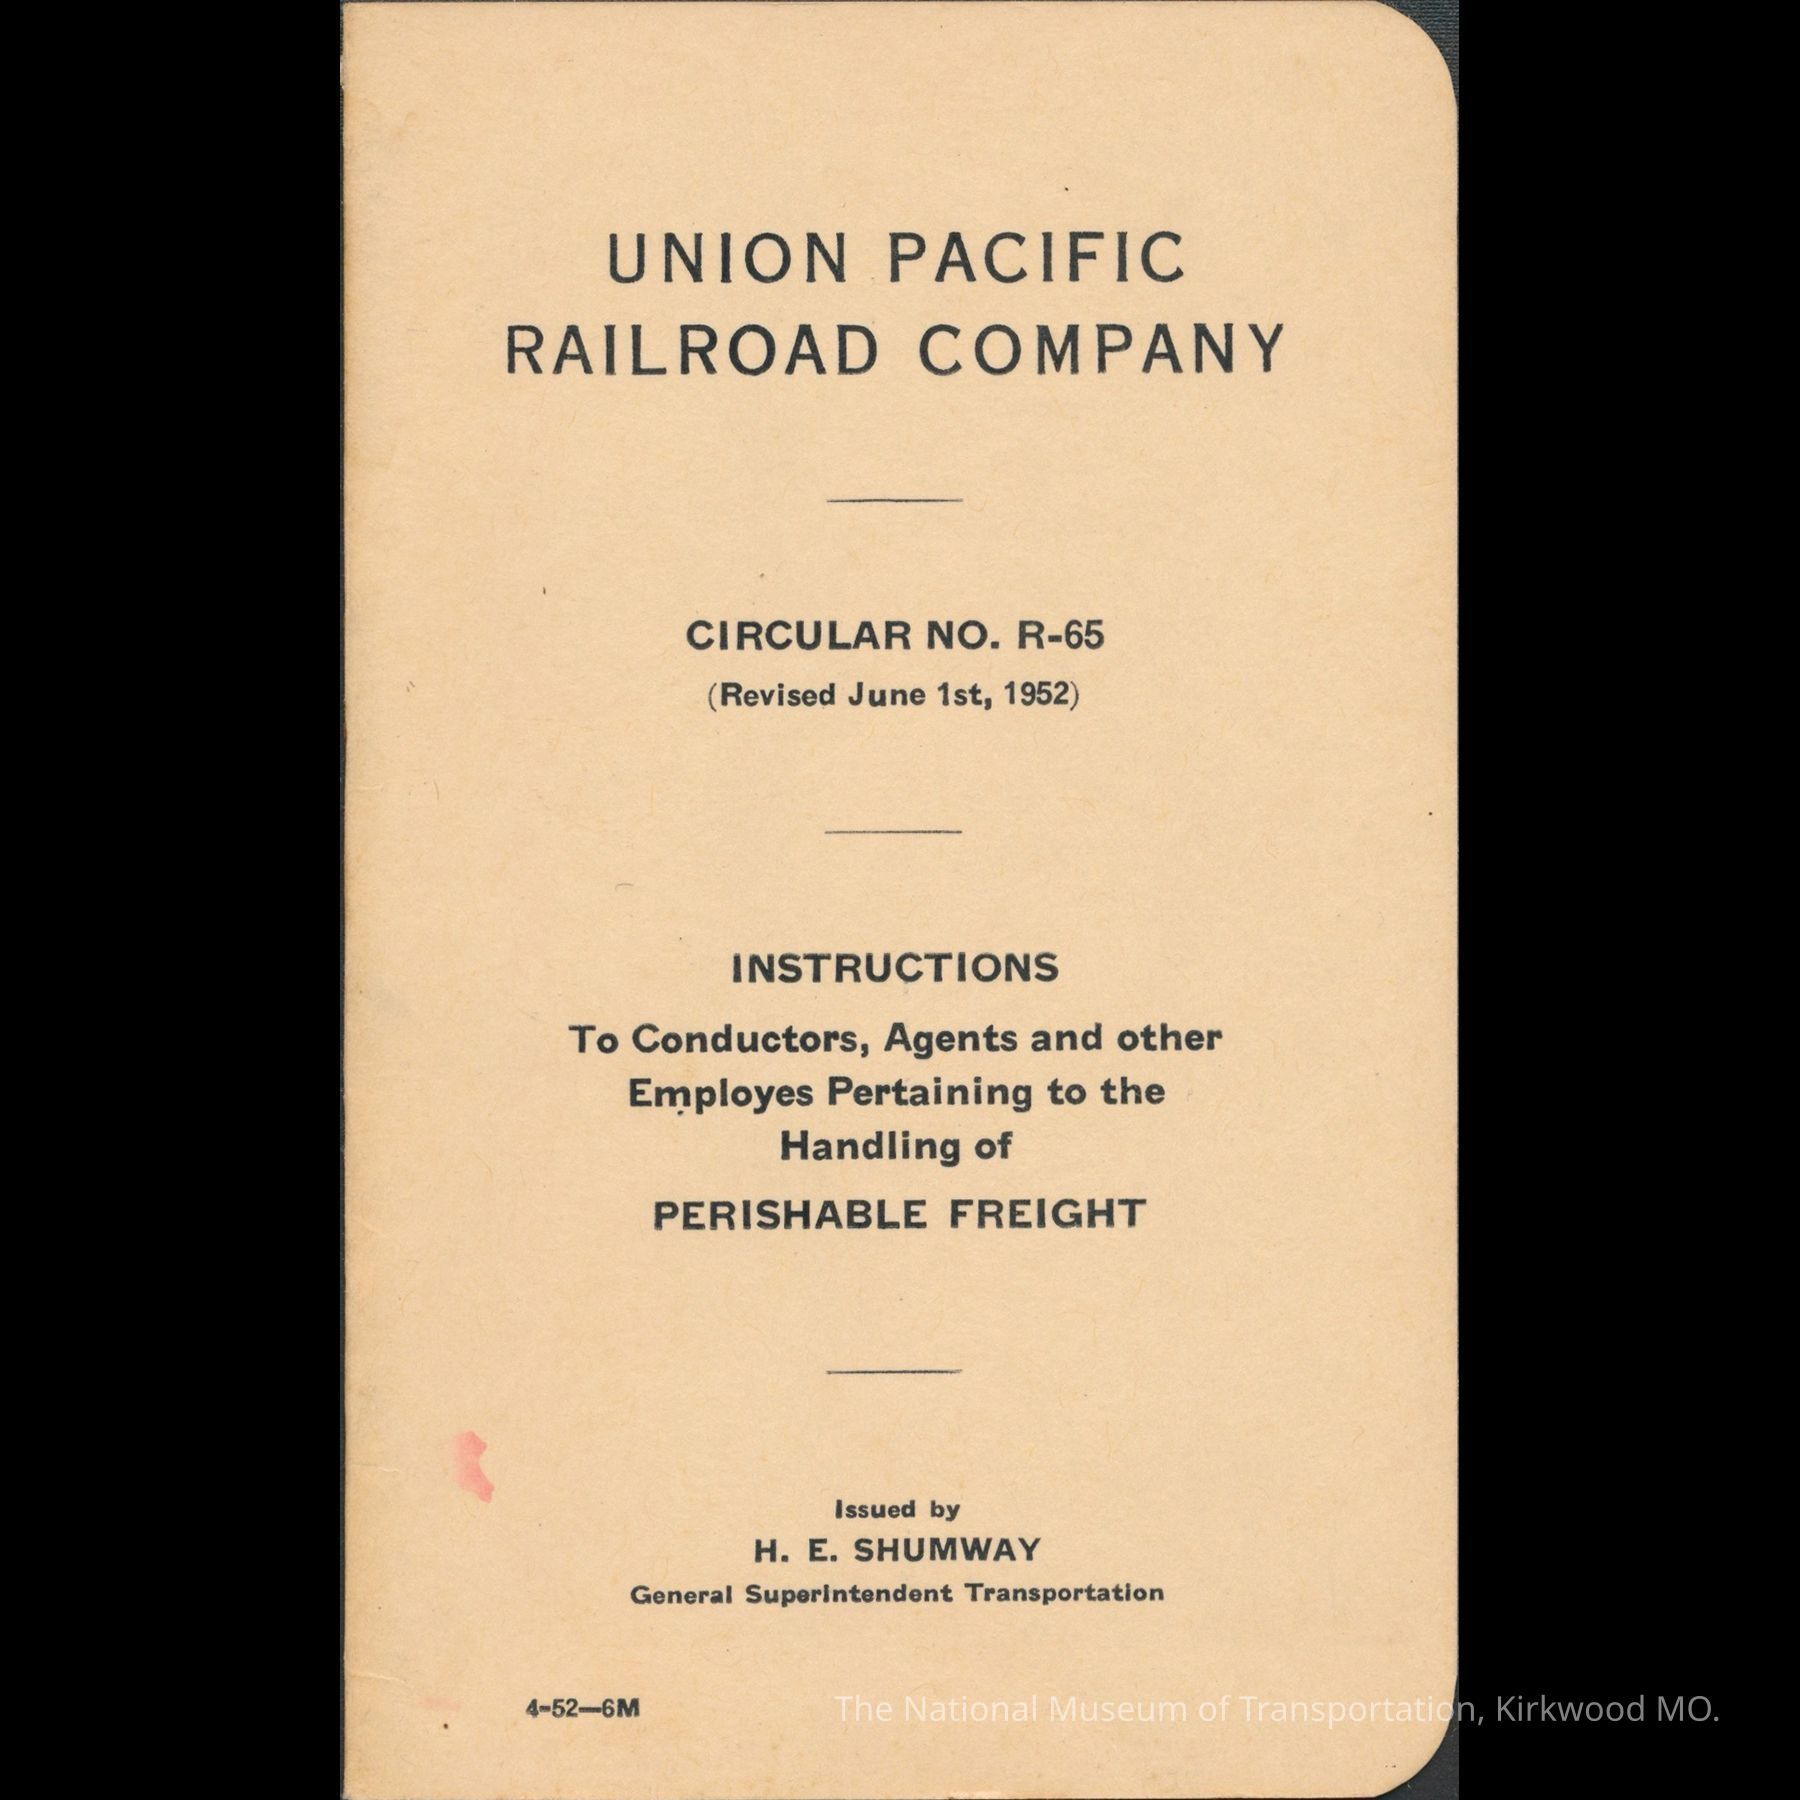 UNION PACIFIC
RAILROAD COMPANY
CIRCULAR NO. R-65
(Revised June 1st, 1952)
INSTRUCTIONS
To Conductors, Agents and other
Employes Pertaining to the
Handling of
PERISHABLE FREIGHT
Issued by
H. E. SHUMWAY
General Superintendent Transportation
4-52—6M
The National Museum of Transportation, Kirkwood MO.